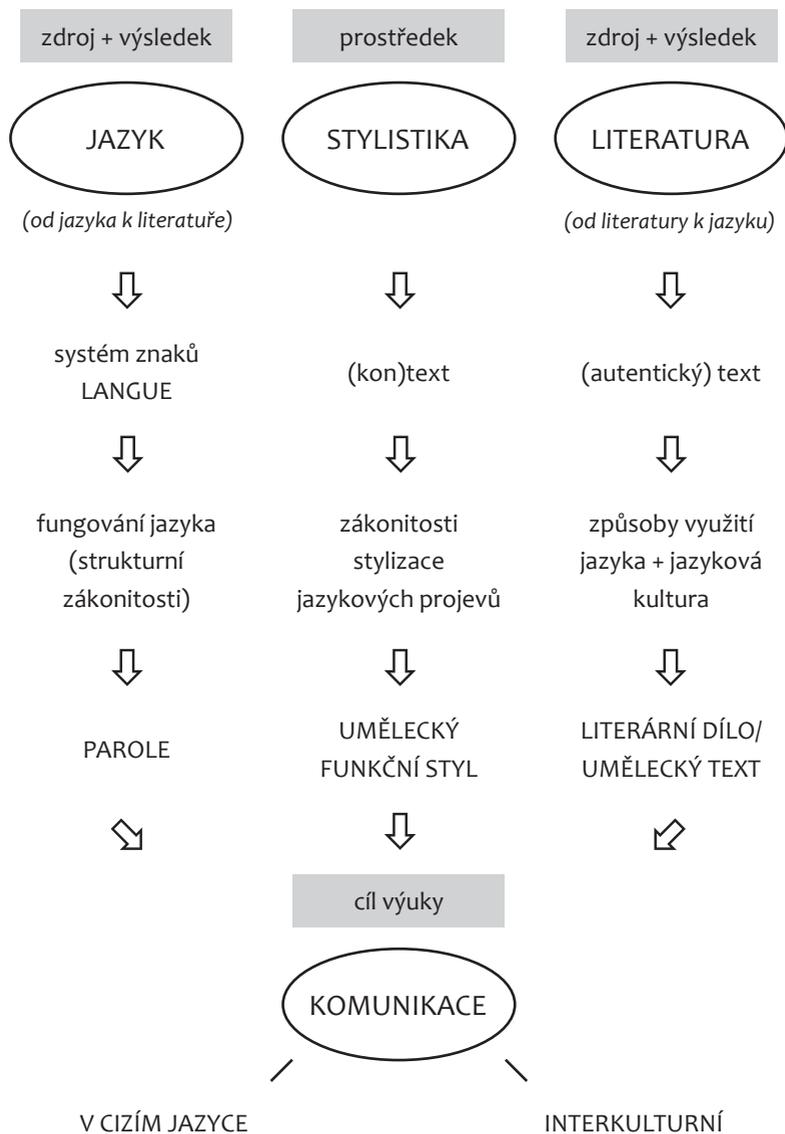 zdroj + výsledek
prostředek
zdroj + výsledek
JAZYK
STYLISTIKA
LITERATURA
(od jazyka k literatuře)
(od literatury k jazyku)
systém znaků
LANGUE
(kon)text
(autentický) text
fungování jazyka
(strukturní
zákonitosti)
zákonitosti
stylizace
jazykových projevů
způsoby využití
jazyka + jazyková
kultura
PAROLE
UMĚLECKÝ
FUNKČNÍ STYL
LITERÁRNÍ DÍLO/
UMĚLECKÝ TEXT
cíl výuky
KOMUNIKACE
V CIZÍM JAZYCE
INTERKULTURNÍ